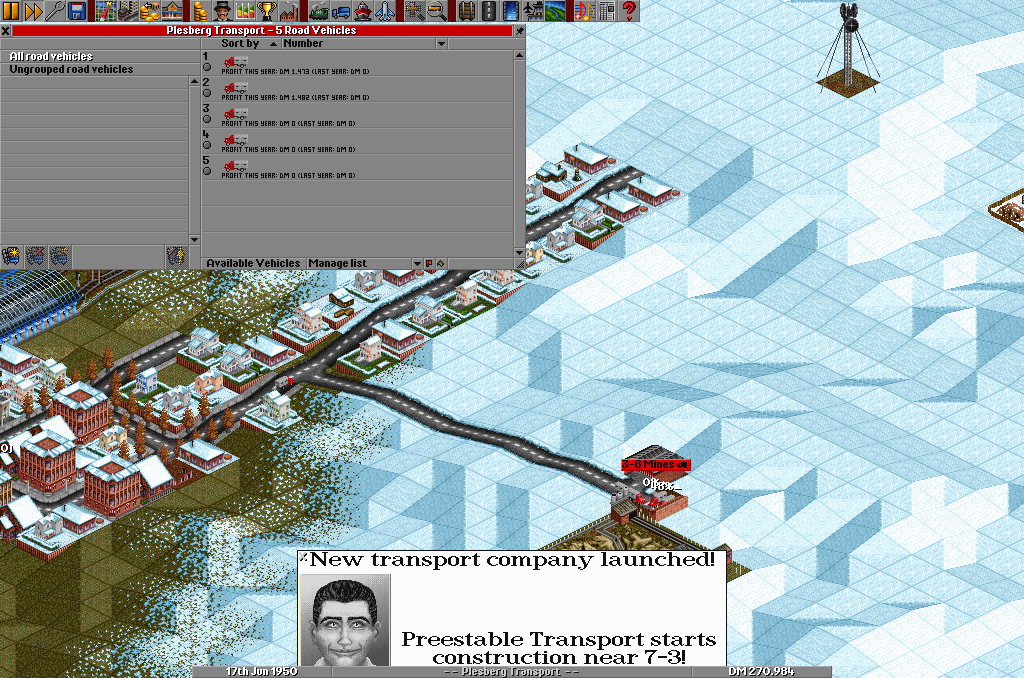 Plesberg Transport - 5 Road Vehicles
Sort by Number
All road vehicles
Ungrouped road vehicles
1
PROFIT THIS YEAR: DM 1.473 (LAST YEAR: DM 0)
2
PROFIT THIS YEAR: DM 1.482 (LAST YEAR: DM 0)
3
PROFIT THIS YEAR: DM 0 (LAST YEAR: DM 0)
4
PROFIT THIS YEAR: DM 0 (LAST YEAR: DM 0)
5
PROFIT THIS YEAR: DM 0 (LAST YEAR: DM 0)
Available Vehicles Manage list
3-B Mines
New transport company launched!
Preestable Transport starts
construction near 7-3!
17th Jun 1950 -- Plesberg Transport -- DM 270.984